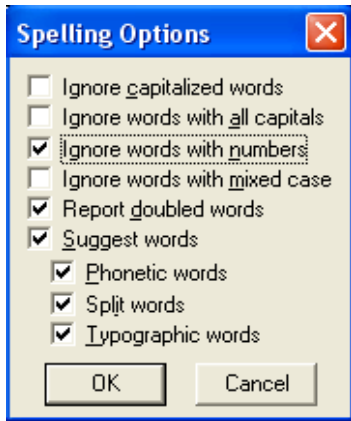 Spelling Options
Ignore capitalized words
Ignore words with all capitals
Ignore words with numbers
Ignore words with mixed case
Report doubled words
Suggest words
Phonetic words
Split words
Typographic words
OK Cancel